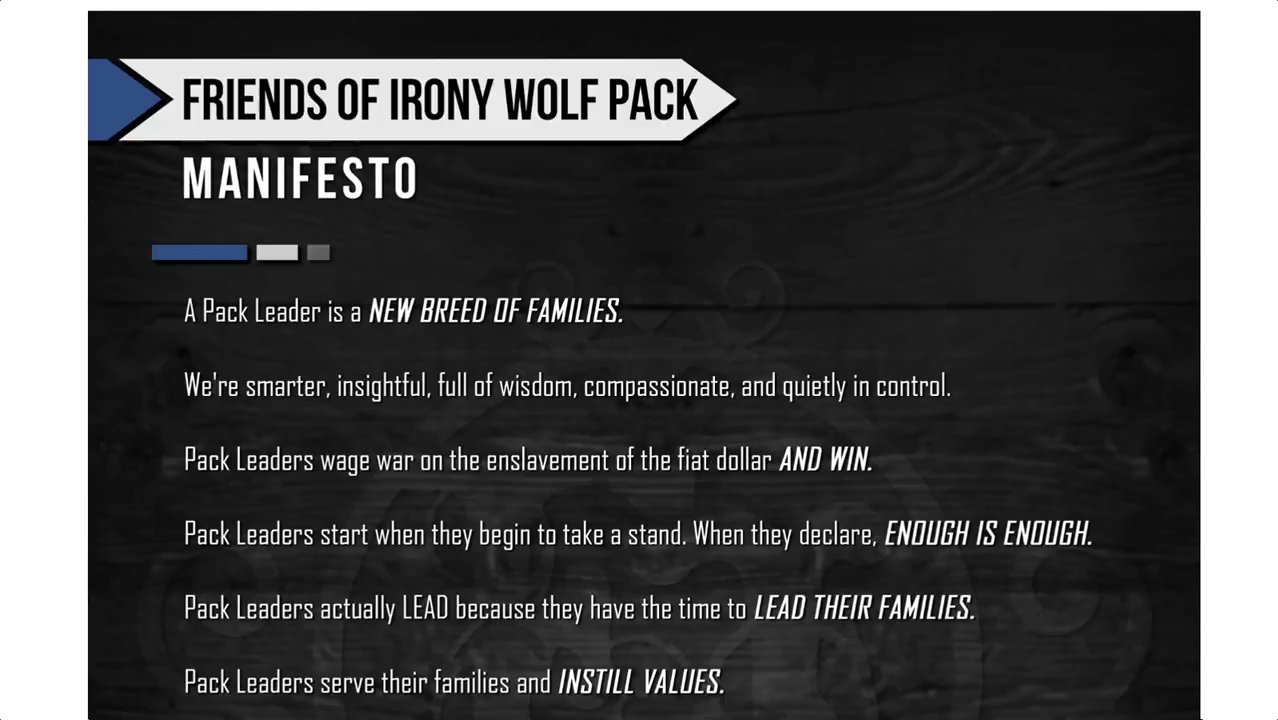 FRIENDS OF IRONY WOLF PACK
MANIFESTO
A Pack Leader is a NEW BREED OF FAMILIES.
We're smarter, insightful, full of wisdom, compassionate, and quietly in control.
Pack Leaders wage war on the enslavement of the fiat dollar AND WIN.
Pack Leaders start when they begin to take a stand. When they declare, ENOUGH IS ENOUGH.
Pack Leaders actually LEAD because they have the time to LEAD THEIR FAMILIES.
Pack Leaders serve their families and INSTILL VALUES.